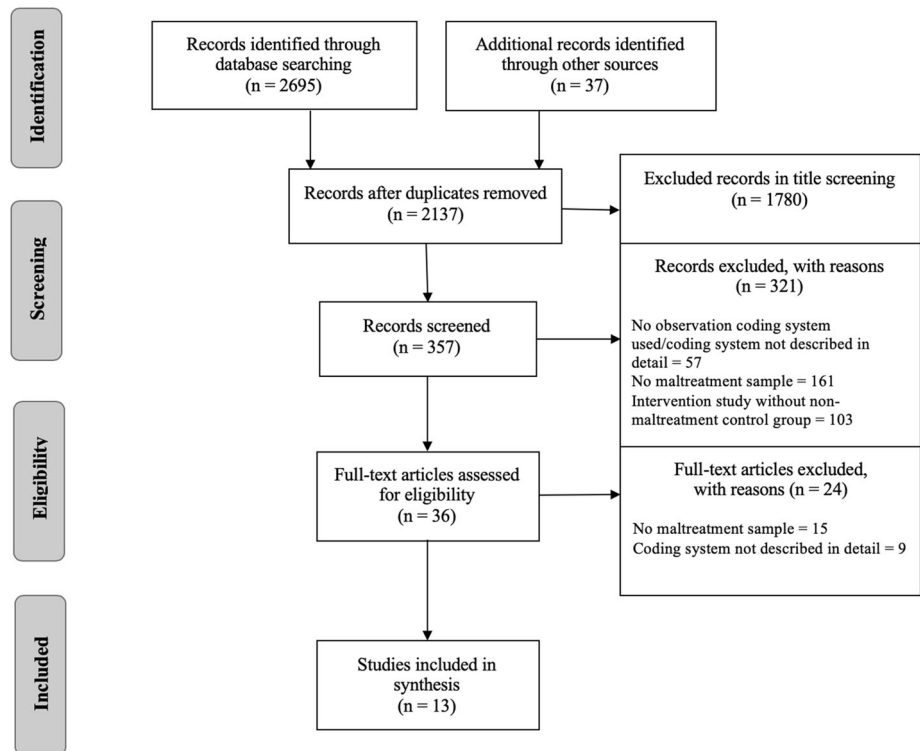 Identification
Records identified through
database searching
(n = 2695)
Additional records identified
through other sources
(n = 37)
Records after duplicates removed
(n = 2137)
Excluded records in title screening
(n = 1780)
Screening
Records screened
(n = 357)
Records excluded, with reasons
(n = 321)
No observation coding system
used/coding system not described in
detail = 57
No maltreatment sample = 161
Intervention study without non-
maltreatment control group = 103
Eligibility
Full-text articles assessed
for eligibility
(n = 36)
Full-text articles excluded,
with reasons (n = 24)
No maltreatment sample = 15
Coding system not described in detail = 9
Included
Studies included in
synthesis
(n = 13)